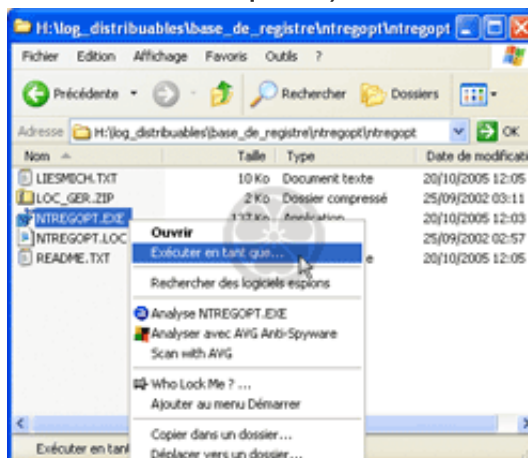 H:\log_distribuables\base_de_registre\ntregopt\ntregopt
Fichier Edition Affichage Favoris Outils ?
Précédente Rechercher Dossiers
Adresse H:\log_distribuables\base_de_registre\ntregopt\ntregopt OK
Nom Taille Type Date de modificati
LIESMICH.TXT 10 Ko Document texte 20/10/2005 12:05
LOC_GER.ZIP 2 Ko Dossier compressé 25/09/2002 03:11
NTREGOPT.EXE 127 Ko Application 20/10/2005 12:03
NTREGOPT.LOC 25/09/2002 02:57
README.TXT e 20/10/2005 12:05
Ouvrir
Exécuter en tant que...
Rechercher des logiciels espions
Analyse NTREGOPT.EXE
Analyser avec AVG Anti-Spyware
Scan with AVG
Who Lock Me ? ...
Ajouter au menu Démarrer
Copier dans un dossier...
Déplacer vers un dossier...
Exécuter en tant